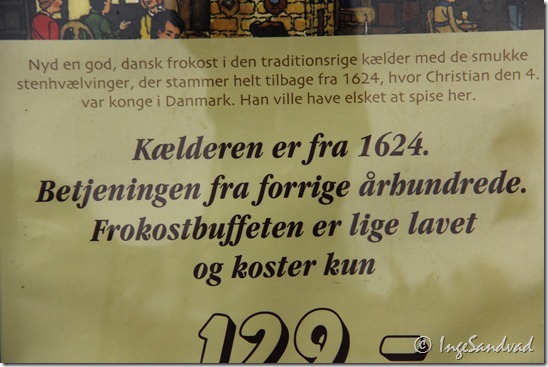 Nyd en god, dansk frokost i den traditionsrige kælder med de smukke
stenhvælvinger, der stammer helt tilbage fra 1624, hvor Christian den 4.
var konge i Danmark. Han ville have elsket at spise her.
Kælderen er fra 1624.
Betjeningen fra forrige århundrede.
Frokostbuffeten er lige lavet
og koster kun
129 –
© IngeSandvad